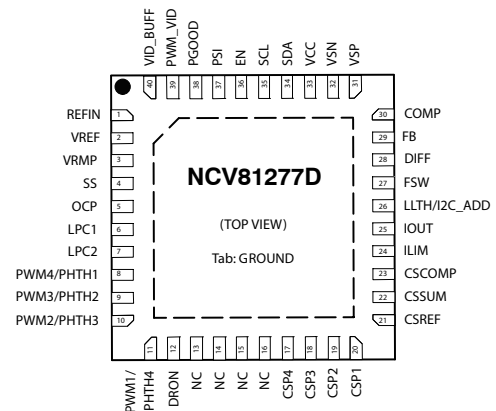 VID_BUFF
PWM_VID
PGOOD
PSI
EN
SCL
SDA
VCC
VSN
VSP
40
39
38
37
36
35
34
33
32
31
REFIN 1
VREF 2
VRMP 3
SS 4
OCP 5
LPC1 6
LPC2 7
PWM4/PHTH1 8
PWM3/PHTH2 9
PWM2/PHTH3 10
NCV81277D
(TOP VIEW)
Tab: GROUND
30 COMP
29 FB
28 DIFF
27 FSW
26 LLTH/I2C_ADD
25 IOUT
24 ILIM
23 CSCOMP
22 CSSUM
21 CSREF
11
12
13
14
15
16
17
18
19
20
PWM1/
PHTH4
DRON
NC
NC
NC
NC
CSP4
CSP3
CSP2
CSP1